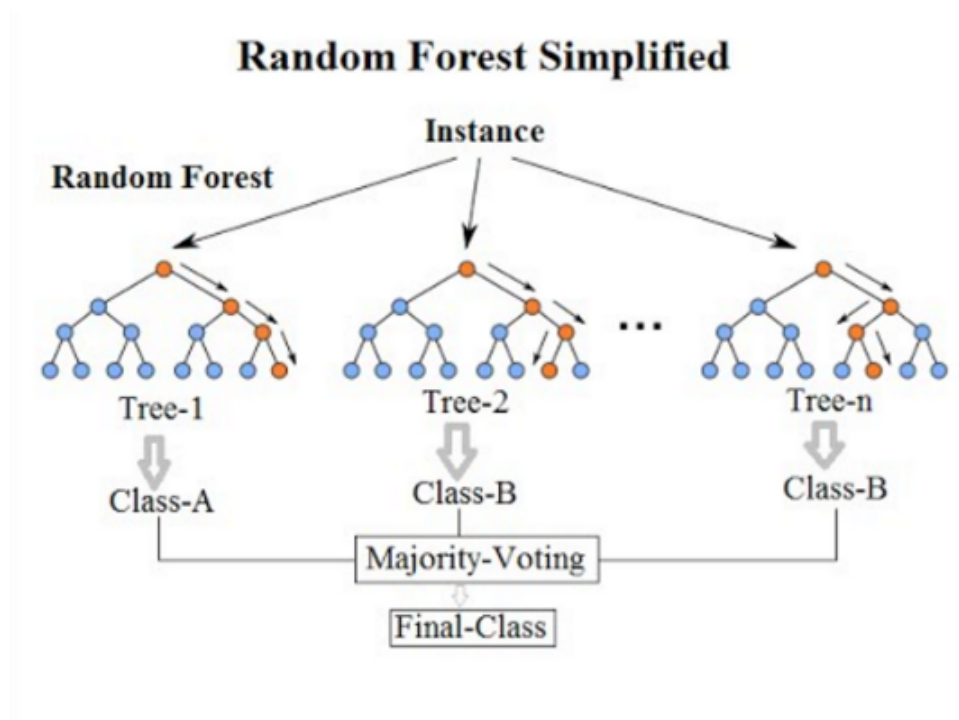 Random Forest Simplified
Instance
Random Forest
...
Tree-1
Tree-2
Tree-n
Class-A
Class-B
Class-B
Majority-Voting
Final-Class